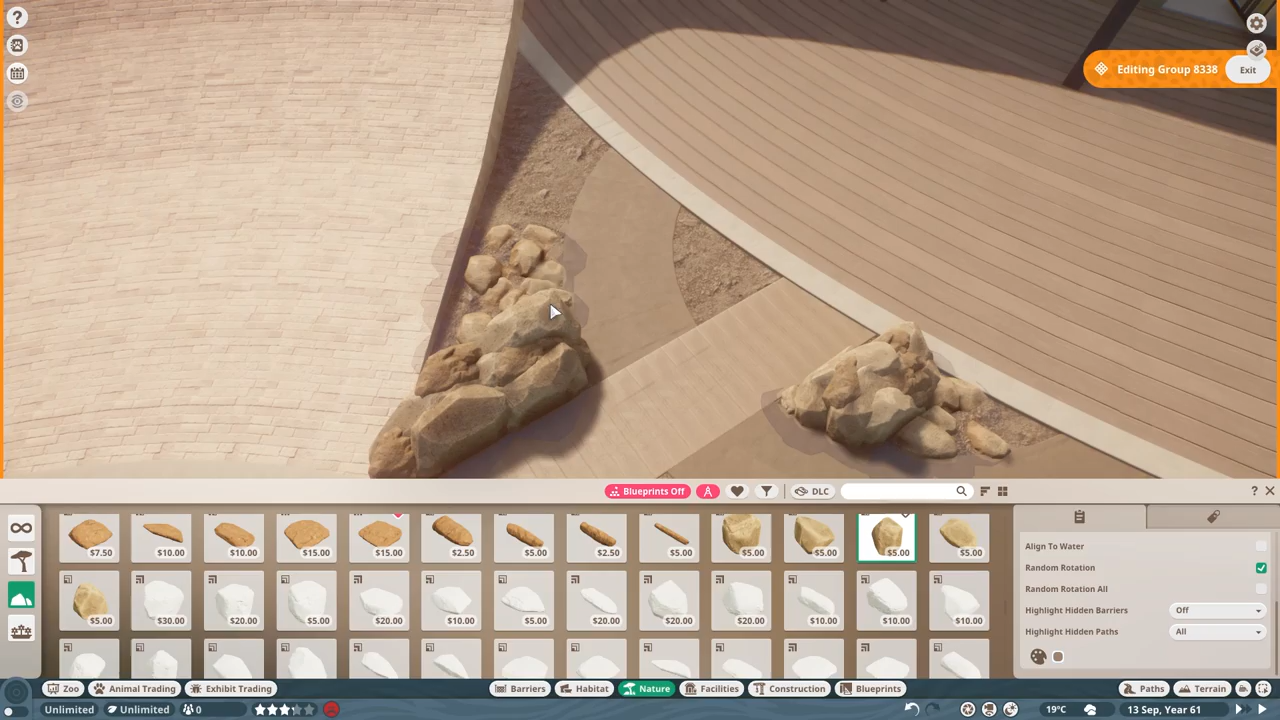 ?
Editing Group 8338
Exit
Blueprints Off
DLC
?
$7.50
$10.00
$10.00
$15.00
$15.00
$2.50
$5.00
$2.50
$5.00
$5.00
$5.00
$5.00
$5.00
$5.00
$30.00
$20.00
$5.00
$20.00
$10.00
$5.00
$20.00
$20.00
$20.00
$10.00
$10.00
$10.00
Align To Water
Random Rotation
Random Rotation All
Highlight Hidden Barriers
Off
Highlight Hidden Paths
All
Zoo
Animal Trading
Exhibit Trading
Barriers
Habitat
Nature
Facilities
Construction
Blueprints
Paths
Terrain
Unlimited
Unlimited
0
19°C
13 Sep, Year 61